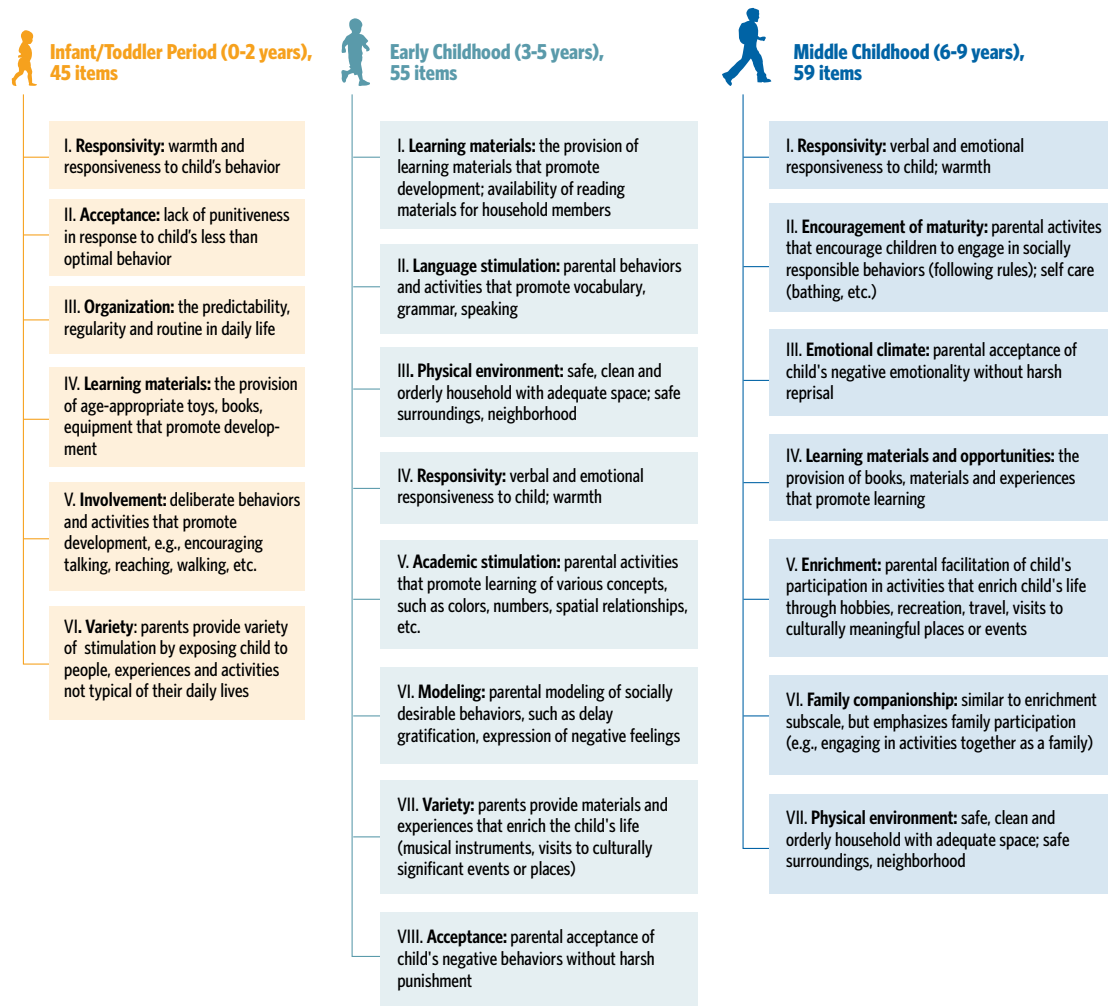 Infant/Toddler Period (0-2 years),
45 items
I. Responsivity: warmth and
responsiveness to child's behavior
II. Acceptance: lack of punitiveness
in response to child's less than
optimal behavior
III. Organization: the predictability,
regularity and routine in daily life
IV. Learning materials: the provision
of age-appropriate toys, books,
equipment that promote develop-
ment
V. Involvement: deliberate behaviors
and activities that promote
development, e.g., encouraging
talking, reaching, walking, etc.
VI. Variety: parents provide variety
of stimulation by exposing child to
people, experiences and activities
not typical of their daily lives
Early Childhood (3-5 years),
55 items
I. Learning materials: the provision of
learning materials that promote
development; availability of reading
materials for household members
II. Language stimulation: parental behaviors
and activities that promote vocabulary,
grammar, speaking
III. Physical environment: safe, clean and
orderly household with adequate space; safe
surroundings, neighborhood
IV. Responsivity: verbal and emotional
responsiveness to child; warmth
V. Academic stimulation: parental activities
that promote learning of various concepts,
such as colors, numbers, spatial relationships,
etc.
VI. Modeling: parental modeling of socially
desirable behaviors, such as delay
gratification, expression of negative feelings
VII. Variety: parents provide materials and
experiences that enrich the child's life
(musical instruments, visits to culturally
significant events or places)
VIII. Acceptance: parental acceptance of
child's negative behaviors without harsh
punishment
Middle Childhood (6-9 years),
59 items
I. Responsivity: verbal and emotional
responsiveness to child; warmth
II. Encouragement of maturity: parental activites
that encourage children to engage in socially
responsible behaviors (following rules); self care
(bathing, etc.)
III. Emotional climate: parental acceptance of
child's negative emotionality without harsh
reprisal
IV. Learning materials and opportunities: the
provision of books, materials and experiences
that promote learning
V. Enrichment: parental facilitation of child's
participation in activities that enrich child's life
through hobbies, recreation, travel, visits to
culturally meaningful places or events
VI. Family companionship: similar to enrichment
subscale, but emphasizes family participation
(e.g., engaging in activities together as a family)
VII. Physical environment: safe, clean and
orderly household with adequate space; safe
surroundings, neighborhood